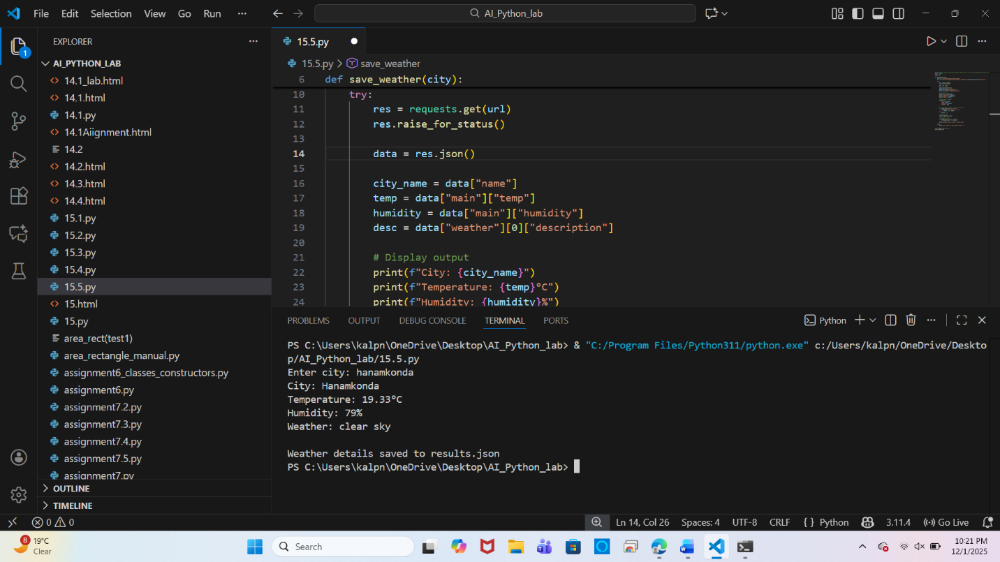 File Edit Selection View Go Run ··· AI_Python_lab
EXPLORER ···
AI_PYTHON_LAB
14.1_lab.html
14.1.html
14.1.py
14.1Aiignment.html
14.2
14.2.html
14.3.html
14.4.html
15.1.py
15.2.py
15.3.py
15.4.py
15.5.py
15.html
15.py
area_rect(test1)
area_rectangle_manual.py
assignment6_classes_constructors.py
assignment6.py
assignment7.2.py
assignment7.3.py
assignment7.4.py
assignment7.5.py
assignment7.py
OUTLINE
TIMELINE
1
15.5.py
15.5.py > save_weather
6 def save_weather(city):
10 try:
11 res = requests.get(url)
12 res.raise_for_status()
13
14 data = res.json()
15
16 city_name = data["name"]
17 temp = data["main"]["temp"]
18 humidity = data["main"]["humidity"]
19 desc = data["weather"][0]["description"]
20
21 # Display output
22 print(f"City: {city_name}")
23 print(f"Temperature: {temp}°C")
24 print(f"Humidity: {humidity}%")
PROBLEMS OUTPUT DEBUG CONSOLE TERMINAL PORTS Python
PS C:\Users\kalpn\OneDrive\Desktop\AI_Python_lab> & "C:/Program Files/Python311/python.exe" c:/Users/kalpn/OneDrive/Deskto
p/AI_Python_lab/15.5.py
Enter city: hanamkonda
City: Hanamkonda
Temperature: 19.33°C
Humidity: 79%
Weather: clear sky
Weather details saved to results.json
PS C:\Users\kalpn\OneDrive\Desktop\AI_Python_lab>
0 0 Ln 14, Col 26 Spaces: 4 UTF-8 CRLF { } Python 3.11.4 Go Live
8 19°C
Clear
Search
10:21 PM
12/1/2025